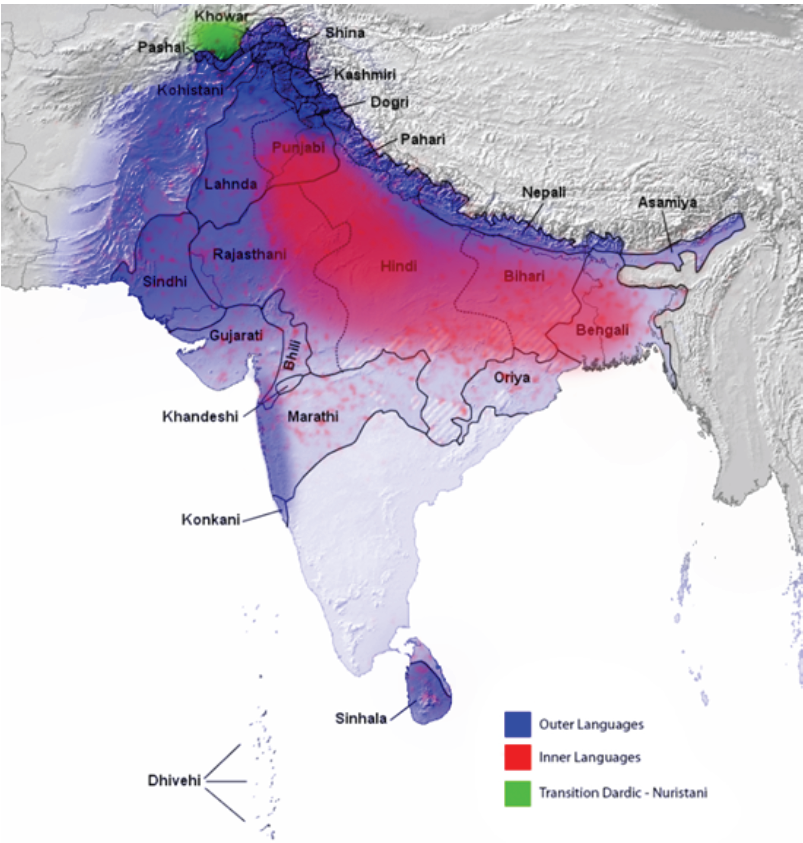 Khowar
Shina
Pashai
Kashmiri
Kohistani
Dogri
Pahari
Punjabi
Lahnda
Nepali
Asamiya
Rajasthani
Hindi
Bihari
Sindhi
Bengali
Gujarati
Bhili
Oriya
Khandeshi
Marathi
Konkani
Sinhala
Outer Languages
Inner Languages
Dhivehi
Transition Dardic - Nuristani